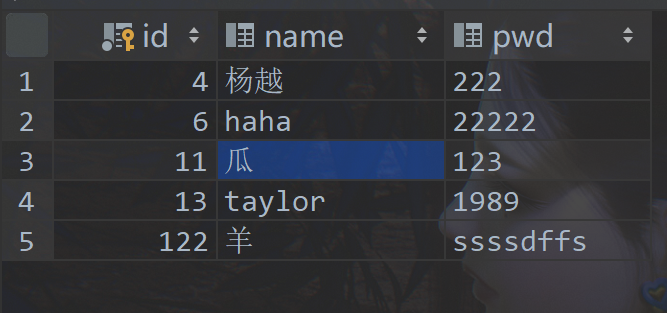 id name pwd
1 4 杨越 222
2 6 haha 22222
3 11 瓜 123
4 13 taylor 1989
5 122 羊 ssssdffs